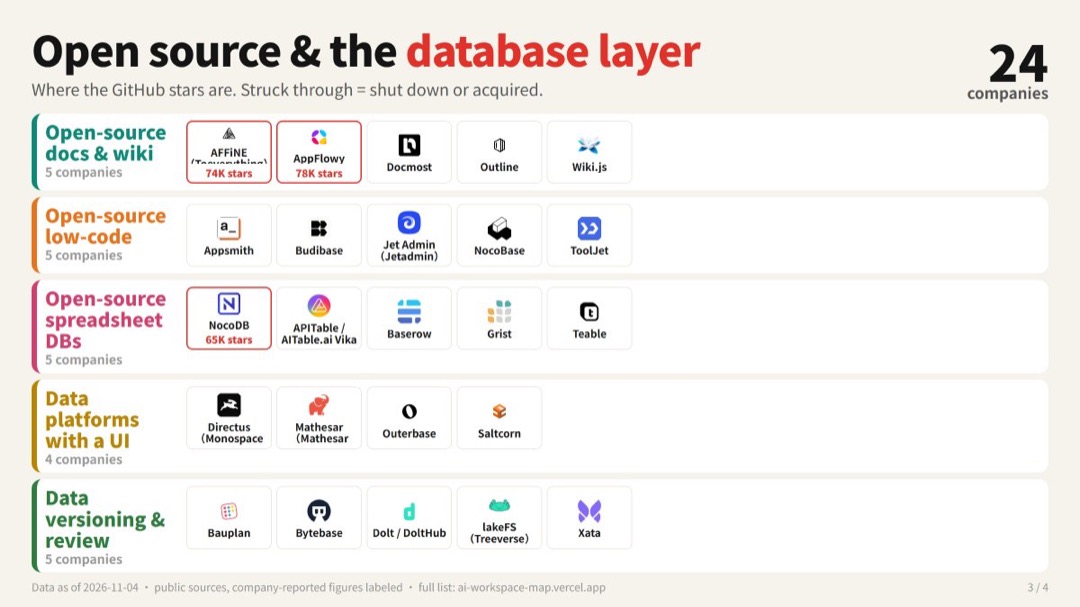 Open source & the database layer
Where the GitHub stars are. Struck through = shut down or acquired.
24
companies
Open-source
docs & wiki
5 companies
AFFiNE
74K stars
AppFlowy
78K stars
Docmost
Outline
Wiki.js
Open-source
low-code
5 companies
a_
Appsmith
Budibase
Jet Admin
(Jetadmin)
NocoBase
ToolJet
Open-source
spreadsheet
DBs
5 companies
N
NocoDB
65K stars
APITable /
AITable.ai Vika
Baserow
Grist
t
Teable
Data
platforms
with a UI
4 companies
Directus
(Monospace
Mathesar
(Mathesar
Outerbase
Saltcorn
Data
versioning &
review
5 companies
Bauplan
Bytebase
d
Dolt / DoltHub
lakeFS
(Treeverse)
Xata
Data as of 2026-11-04 • public sources, company-reported figures labeled • full list: ai-workspace-map.vercel.app
3 / 4